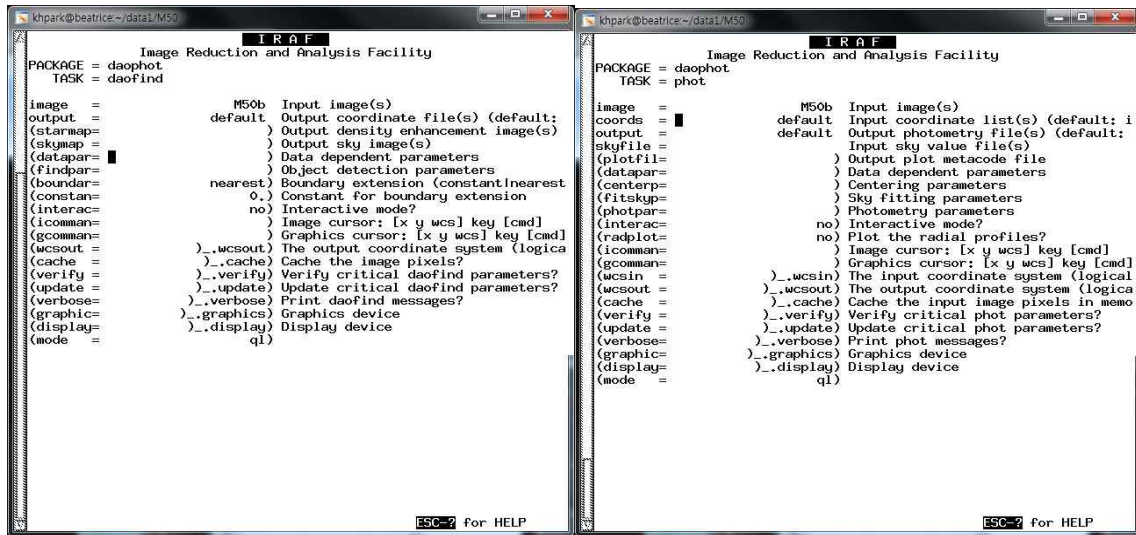 khpark@beatrice:~/data1/M50
I R A F
Image Reduction and Analysis Facility
PACKAGE = daophot
TASK = daofind
image = M50b Input image(s)
output = default Output coordinate file(s) (default:
(starmap= ) Output density enhancement image(s)
(skymap = ) Output sky image(s)
(datapar= ) Data dependent parameters
(findpar= ) Object detection parameters
(boundar= nearest) Boundary extension (constant|nearest
(constan= 0.) Constant for boundary extension
(interac= no) Interactive mode?
(icomman= ) Image cursor: [x y wcs] key [cmd]
(gcomman= ) Graphics cursor: [x y wcs] key [cmd]
(wcsout = )_.wcsout) The output coordinate system (logica
(cache = )_.cache) Cache the image pixels?
(verify = )_.verify) Verify critical daofind parameters?
(update = )_.update) Update critical daofind parameters?
(verbose= )_.verbose) Print daofind messages?
(graphic= )_.graphics) Graphics device
(display= )_.display) Display device
(mode = ql)
ESC-? for HELP
khpark@beatrice:~/data1/M50
I R A F
Image Reduction and Analysis Facility
PACKAGE = daophot
TASK = phot
image = M50b Input image(s)
coords = default Input coordinate list(s) (default: i
output = default Output photometry file(s) (default:
skyfile = Input sky value file(s)
(plotfil= ) Output plot metacode file
(datapar= ) Data dependent parameters
(centerp= ) Centering parameters
(fitskyp= ) Sky fitting parameters
(photpar= ) Photometry parameters
(interac= no) Interactive mode?
(radplot= no) Plot the radial profiles?
(icomman= ) Image cursor: [x y wcs] key [cmd]
(gcomman= ) Graphics cursor: [x y wcs] key [cmd]
(wcsin = )_.wcsin) The input coordinate system (logical
(wcsout = )_.wcsout) The output coordinate system (logica
(cache = )_.cache) Cache the input image pixels in memo
(verify = )_.verify) Verify critical phot parameters?
(update = )_.update) Update critical phot parameters?
(verbose= )_.verbose) Print phot messages?
(graphic= )_.graphics) Graphics device
(display= )_.display) Display device
(mode = ql)
ESC-? for HELP